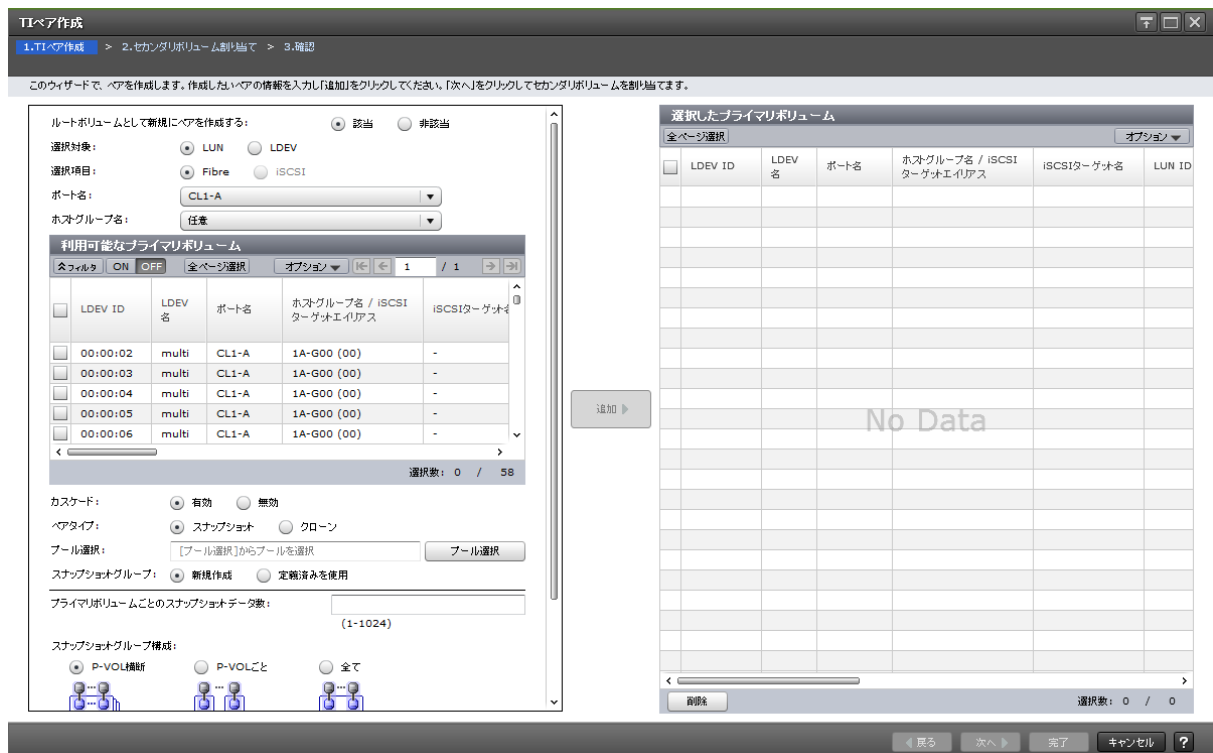 TIペア作成
1.TIペア作成 > 2.セカンダリボリューム割り当て > 3.確認
このウィザードで、ペアを作成します。作成したいペアの情報を入力し「追加」をクリックしてください。「次へ」をクリックしてセカンダリボリュームを割り当てます。
ルートボリュームとして新規にペアを作成する: 該当 非該当
選択対象: LUN LDEV
選択項目: Fibre iSCSI
ポート名: CL1-A
ホストグループ名: 任意
利用可能なプライマリボリューム
フィルタ ON OFF 全ページ選択 オプション 1 / 1
LDEV ID LDEV名 ポート名 ホストグループ名 / iSCSIターゲットエイリアス iSCSIターゲット名
00:00:02 multi CL1-A 1A-G00 (00) -
00:00:03 multi CL1-A 1A-G00 (00) -
00:00:04 multi CL1-A 1A-G00 (00) -
00:00:05 multi CL1-A 1A-G00 (00) -
00:00:06 multi CL1-A 1A-G00 (00) -
選択数: 0 / 58
カスケード: 有効 無効
ペアタイプ: スナップショット クローン
プール選択: [プール選択]からプールを選択 プール選択
スナップショットグループ: 新規作成 定義済みを使用
プライマリボリュームごとのスナップショットデータ数:
(1-1024)
スナップショットグループ構成:
P-VOL横断 P-VOLごと 全て
追加
選択したプライマリボリューム
全ページ選択 オプション
LDEV ID LDEV名 ポート名 ホストグループ名 / iSCSIターゲットエイリアス iSCSIターゲット名 LUN ID
No Data
削除 選択数: 0 / 0
戻る 次へ 完了 キャンセル ?